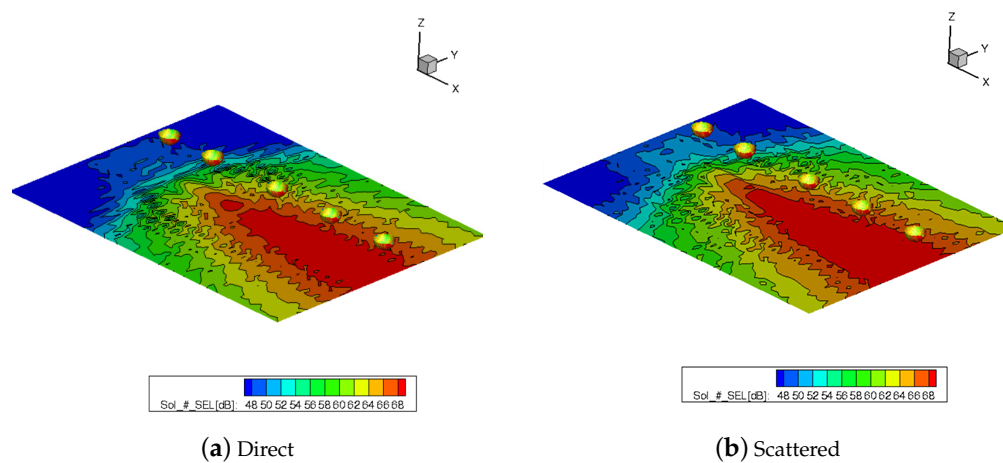 Z
Y
X
Z
Y
X
Sol_#_SEL[dB]: 48 50 52 54 56 58 60 62 64 66 68
Sol_#_SEL[dB]: 48 50 52 54 56 58 60 62 64 66 68
(a) Direct
(b) Scattered